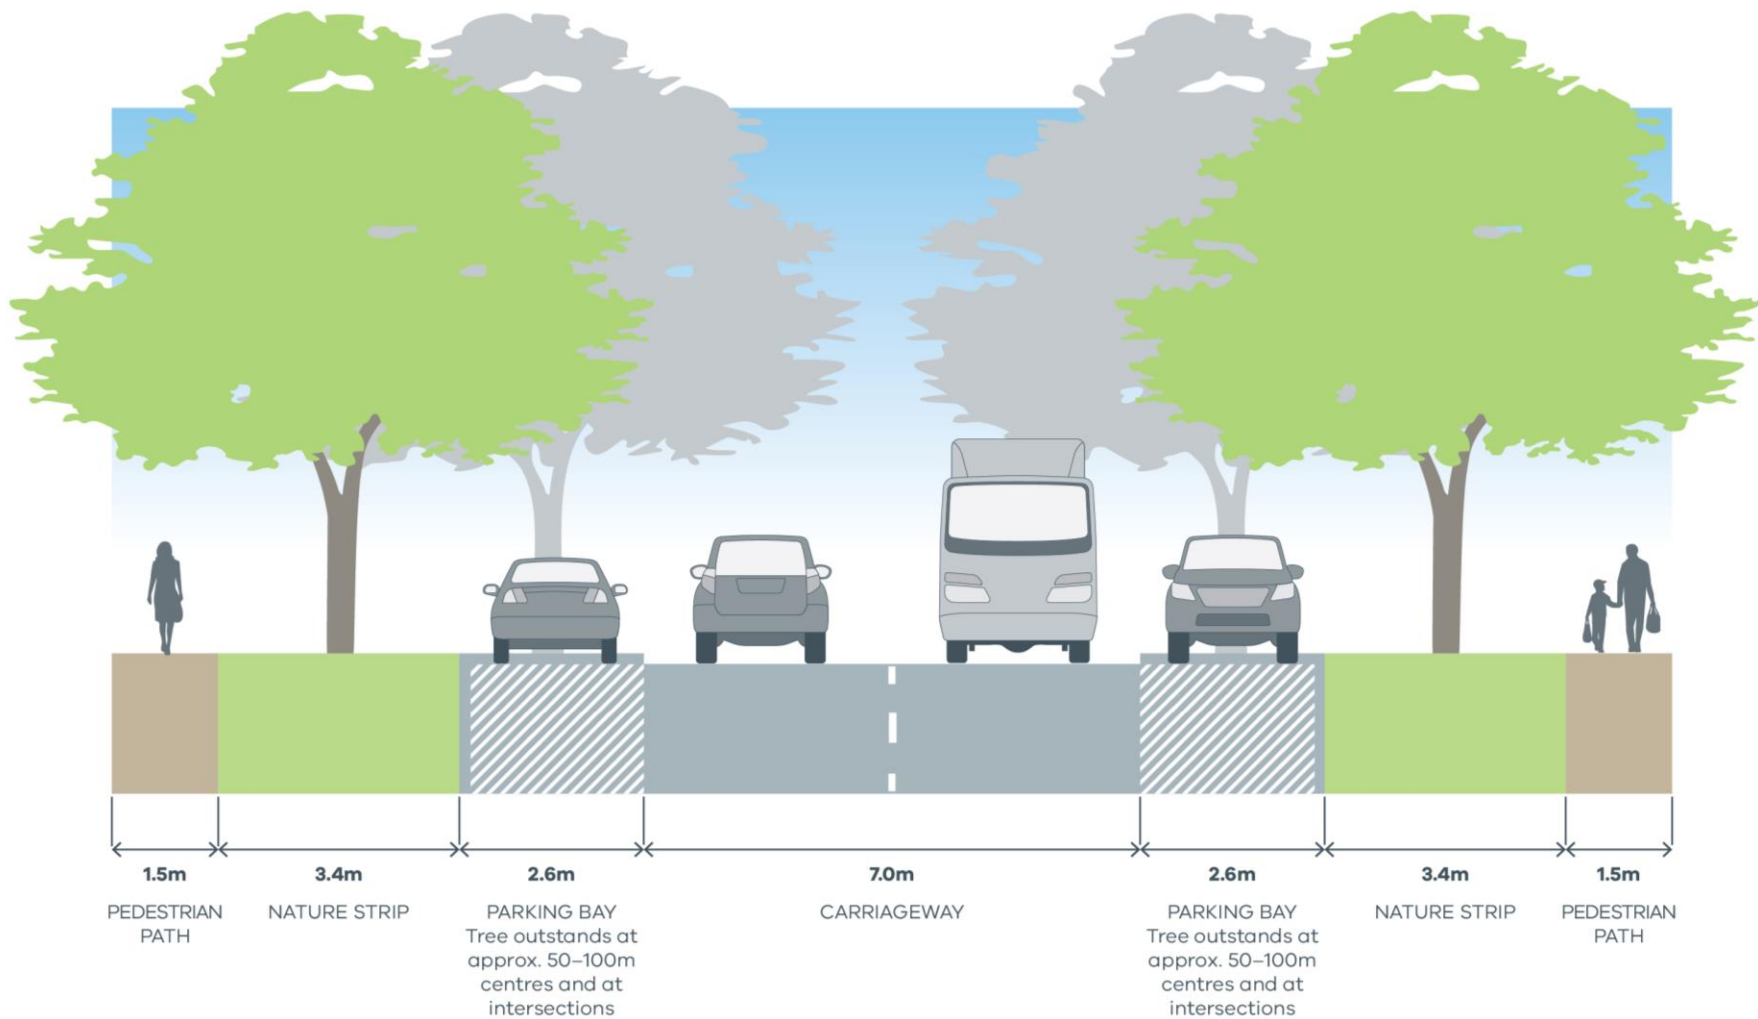 1.5m
3.4m
2.6m
7.0m
2.6m
3.4m
1.5m
PEDESTRIAN
PATH
NATURE STRIP
PARKING BAY
Tree outstands at
approx. 50–100m
centres and at
intersections
CARRIAGEWAY
PARKING BAY
Tree outstands at
approx. 50–100m
centres and at
intersections
NATURE STRIP
PEDESTRIAN
PATH